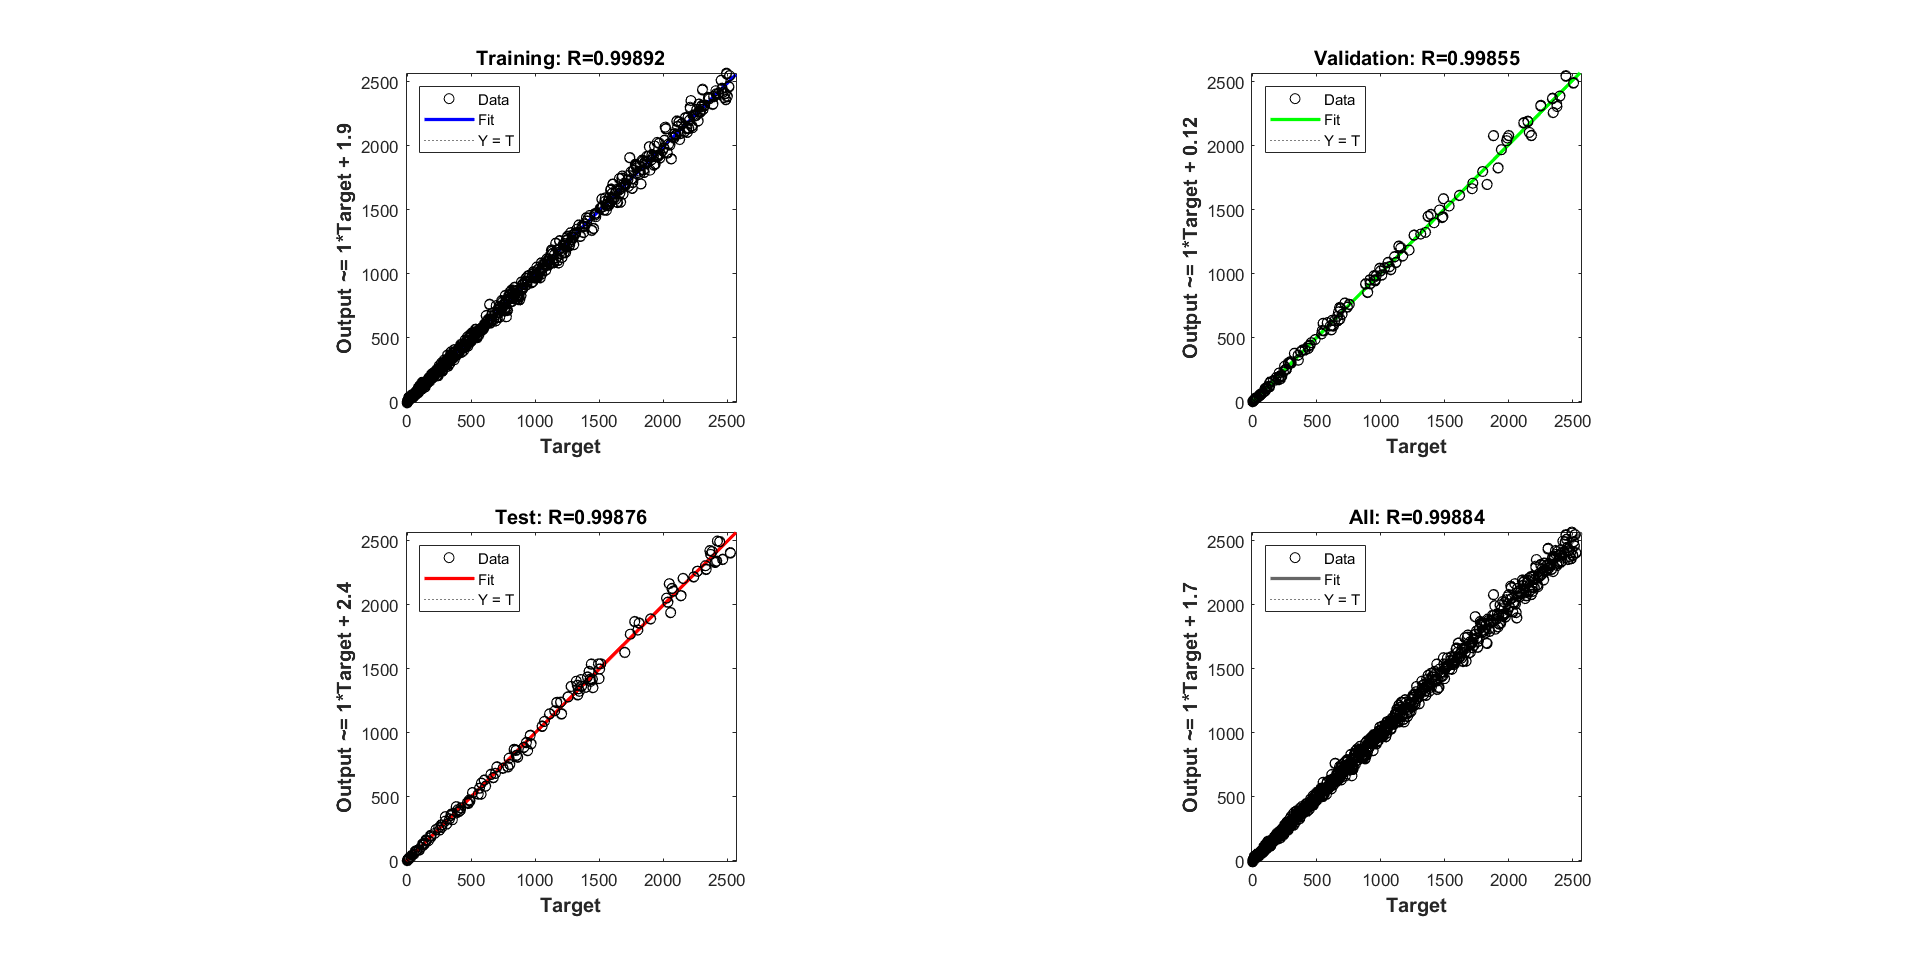 Training: R=0.99892
Output ~= 1*Target + 1.9
2500
2000
1500
1000
500
0
Data
Fit
Y = T
0 500 1000 1500 2000 2500
Target
Validation: R=0.99855
Output ~= 1*Target + 0.12
2500
2000
1500
1000
500
0
Data
Fit
Y = T
0 500 1000 1500 2000 2500
Target
Test: R=0.99876
Output ~= 1*Target + 2.4
2500
2000
1500
1000
500
0
Data
Fit
Y = T
0 500 1000 1500 2000 2500
Target
All: R=0.99884
Output ~= 1*Target + 1.7
2500
2000
1500
1000
500
0
Data
Fit
Y = T
0 500 1000 1500 2000 2500
Target